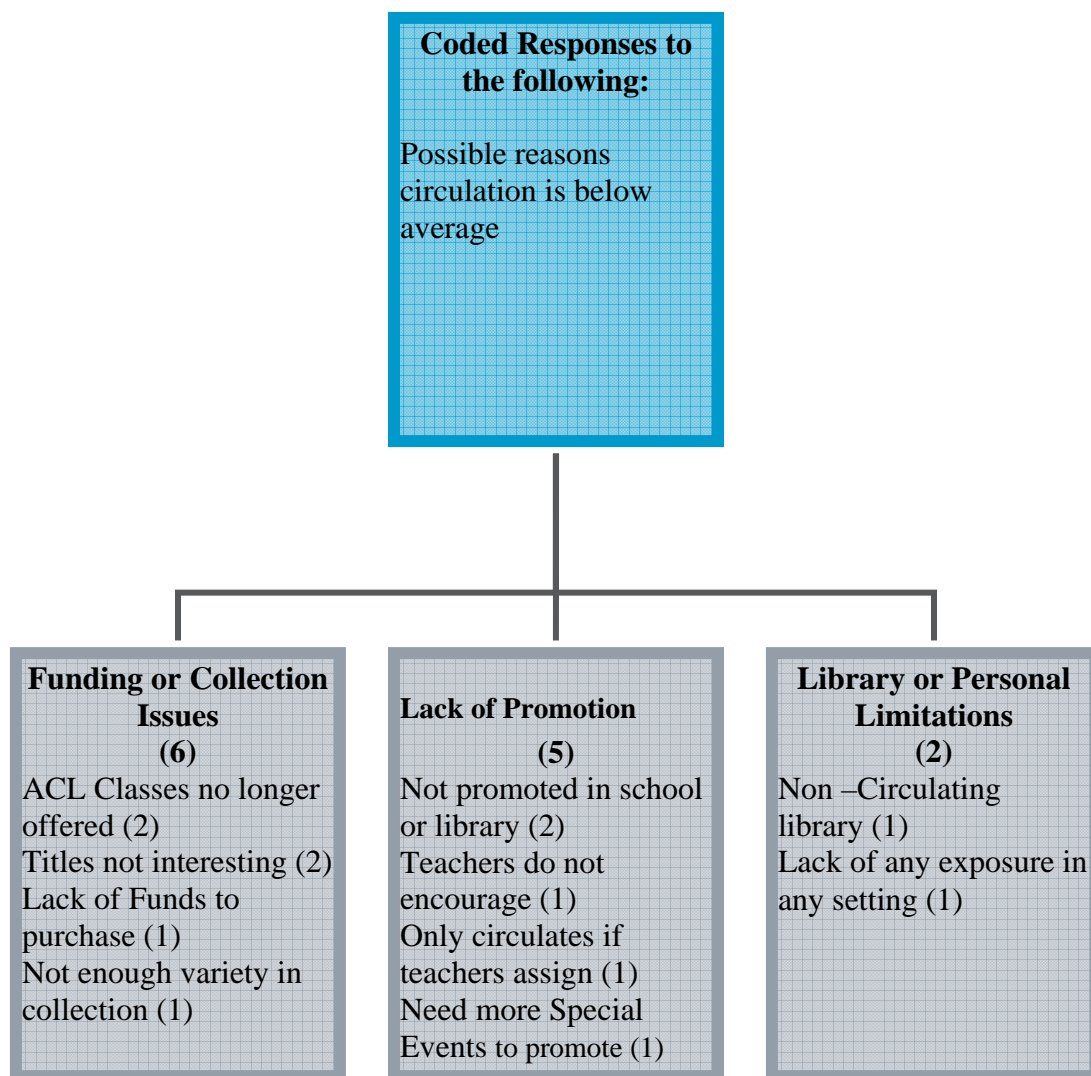 Coded Responses to
the following:
Possible reasons
circulation is below
average
Funding or Collection
Issues
(6)
ACL Classes no longer
offered (2)
Titles not interesting (2)
Lack of Funds to
purchase (1)
Not enough variety in
collection (1)
Lack of Promotion
(5)
Not promoted in school
or library (2)
Teachers do not
encourage (1)
Only circulates if
teachers assign (1)
Need more Special
Events to promote (1)
Library or Personal
Limitations
(2)
Non –Circulating
library (1)
Lack of any exposure in
any setting (1)